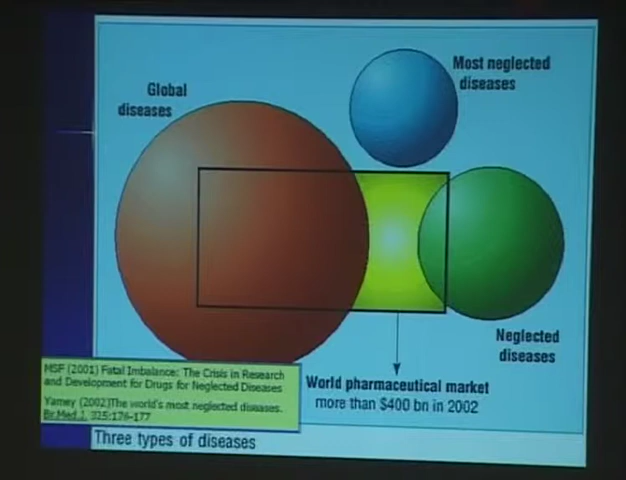 Most neglected
diseases
Global
diseases
Neglected
diseases
MSF (2001) Fatal Imbalance: The Crisis in Research
and Development for Drugs for Neglected Diseases
Yamey (2002)The world's most neglected diseases.
Br.Med.J. 325:176-177
World pharmaceutical market
more than $400 bn in 2002
Three types of diseases